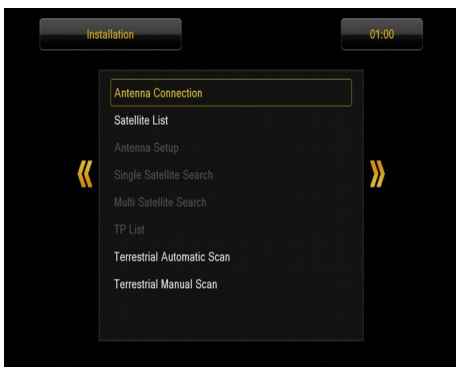 Installation
01:00
Antenna Connection
Satellite List
Antenna Setup
Single Satellite Search
Multi Satellite Search
TP List
Terrestrial Automatic Scan
Terrestrial Manual Scan